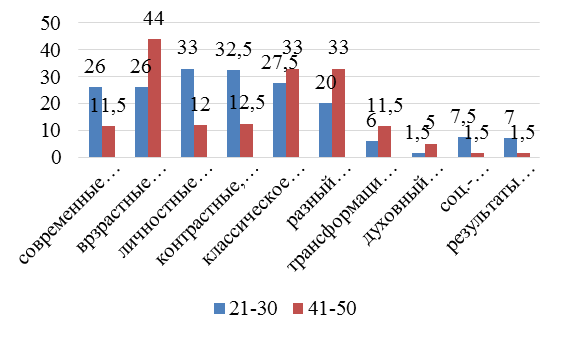 50
40
30
20
10
0
26 26 33 32,5 27,5 20 6 1,5 7,5 7
11,5 44 12 12,5 33 33 11,5 5 1,5 1,5
современные…
врзрастные…
личностные…
контрастные,…
классическое…
разный…
трансформаци…
духовный…
соц.-…
результаты…
21-30 41-50